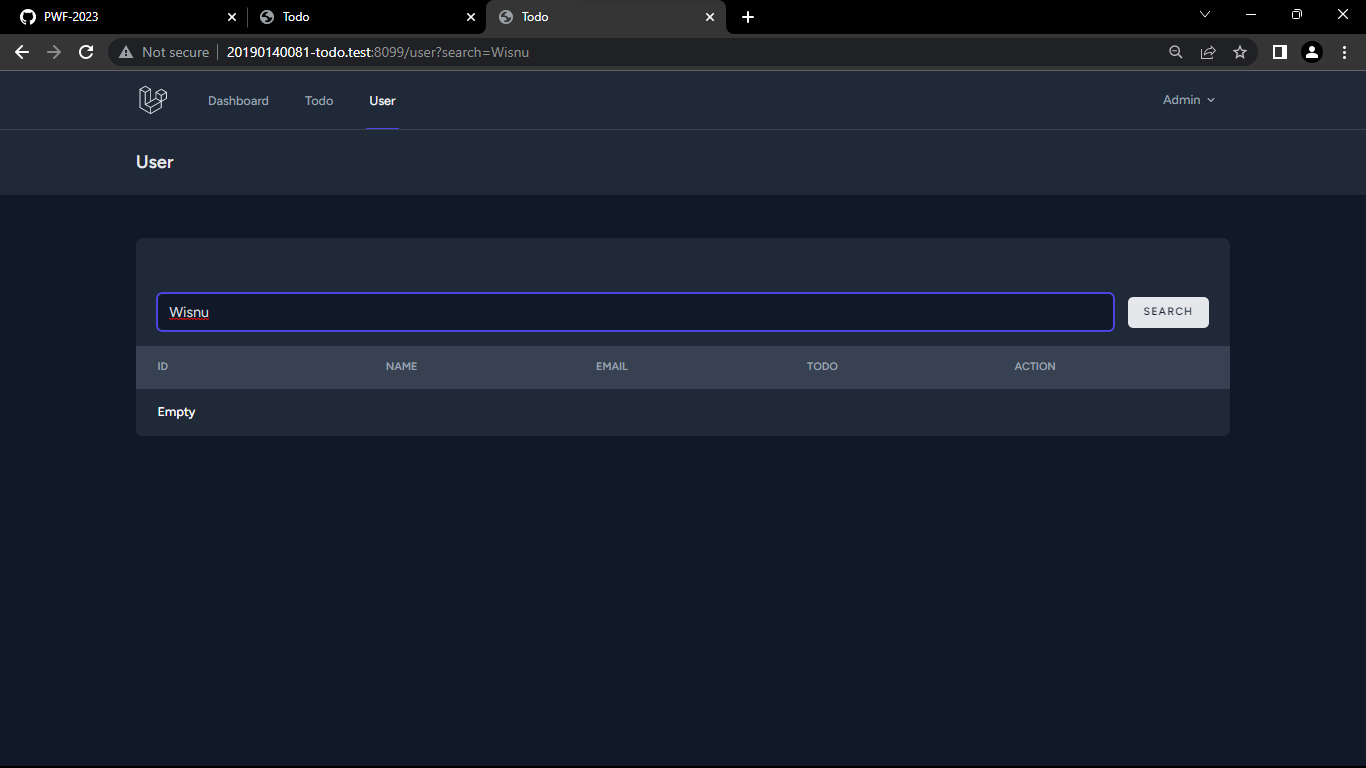 PWF-2023
Todo
Todo
Not secure 20190140081-todo.test:8099/user?search=Wisnu
Dashboard Todo User Admin
User
Wisnu SEARCH
ID NAME EMAIL TODO ACTION
Empty